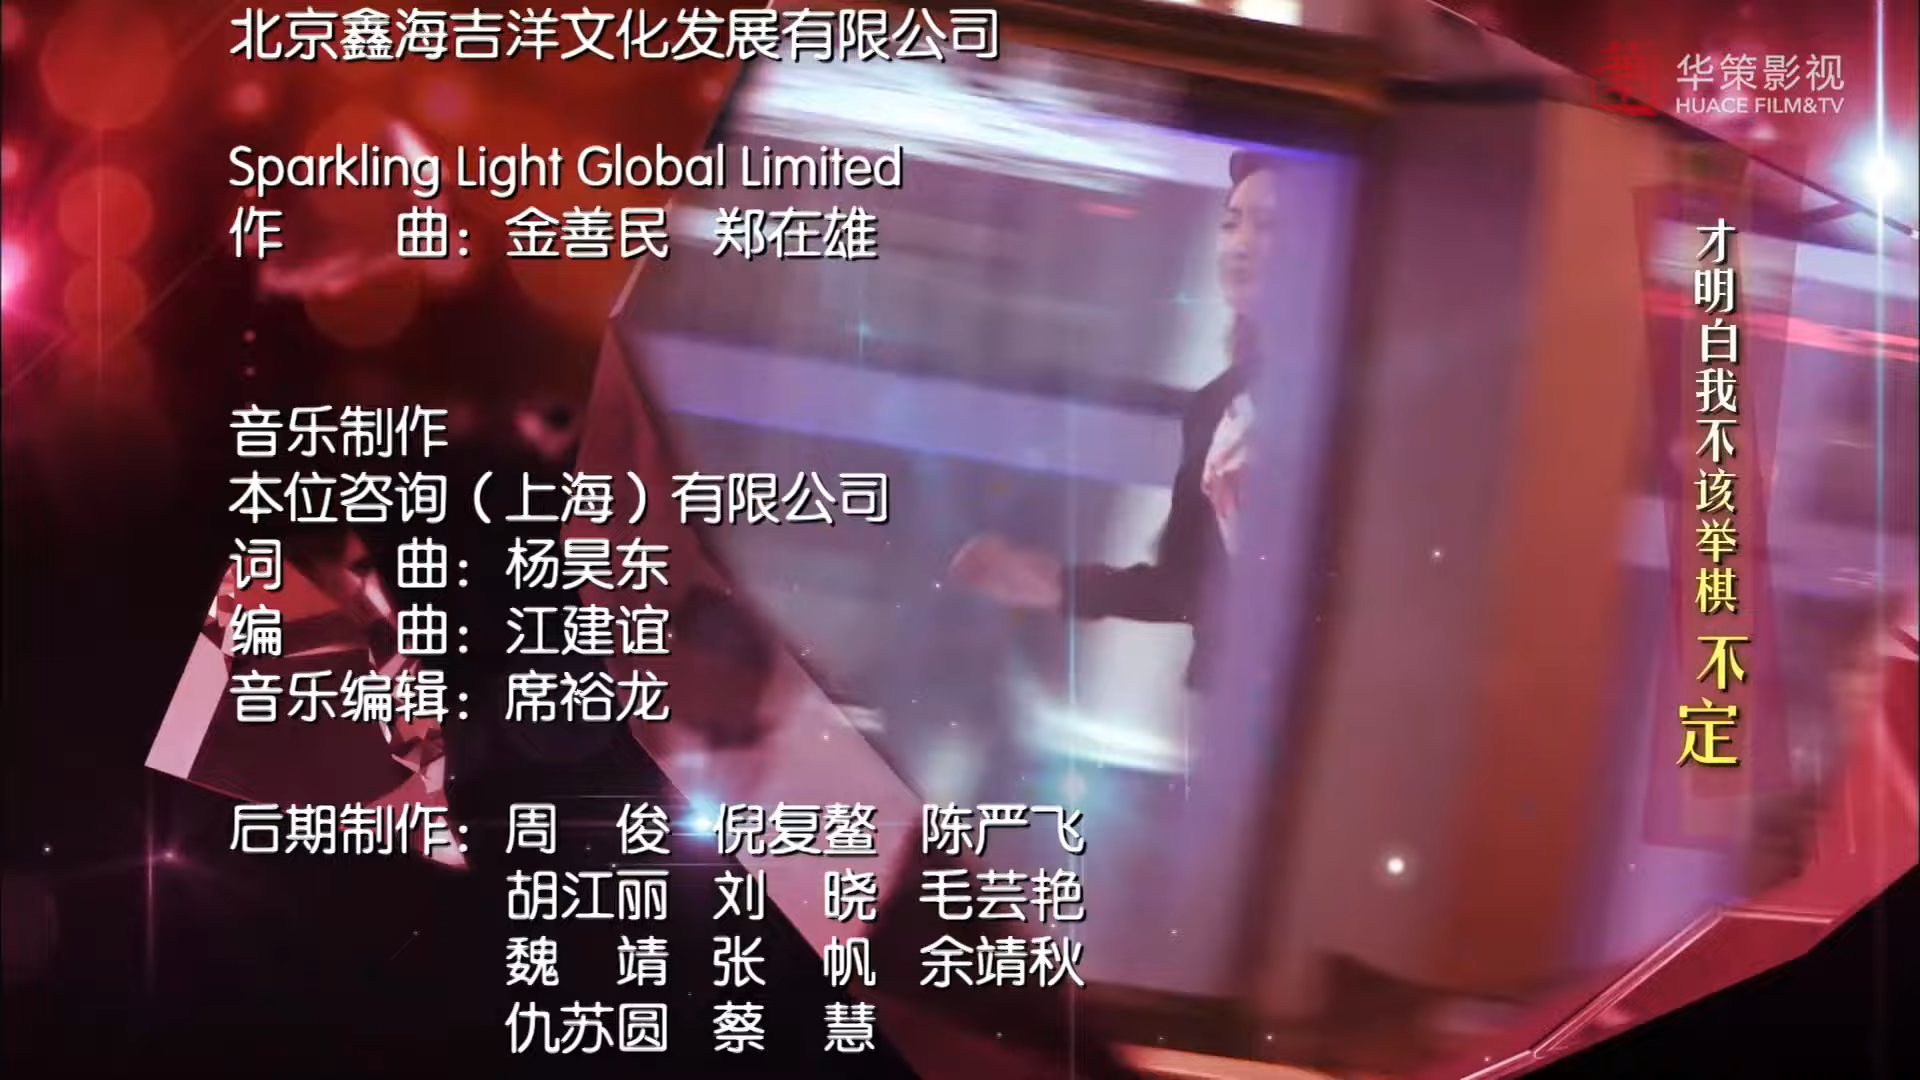 北京鑫海吉洋文化发展有限公司
华策影视
HUACE FILM&TV
Sparkling Light Global Limited
作 曲：金善民 郑在雄
音乐制作
本位咨询（上海）有限公司
词 曲：杨昊东
编 曲：江建谊
音乐编辑：席裕龙
后期制作：周 俊 倪复鳌 陈严飞
胡江丽 刘 晓 毛芸艳
魏 靖 张 帆 余靖秋
仇苏圆 蔡 慧
才明白我不该举棋不定